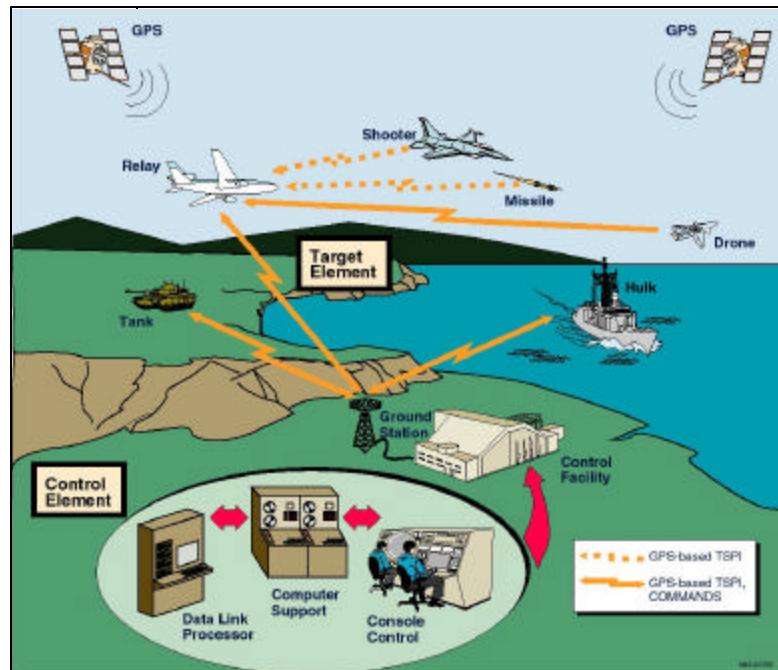 GPS
GPS
Shooter
Relay
Missile
Drone
Target
Element
Hulk
Tank
Ground
Station
Control
Facility
Control
Element
Data Link
Processor
Computer
Support
Console
Control
GPS-based TSPI
GPS-based TSPI,
COMMANDS